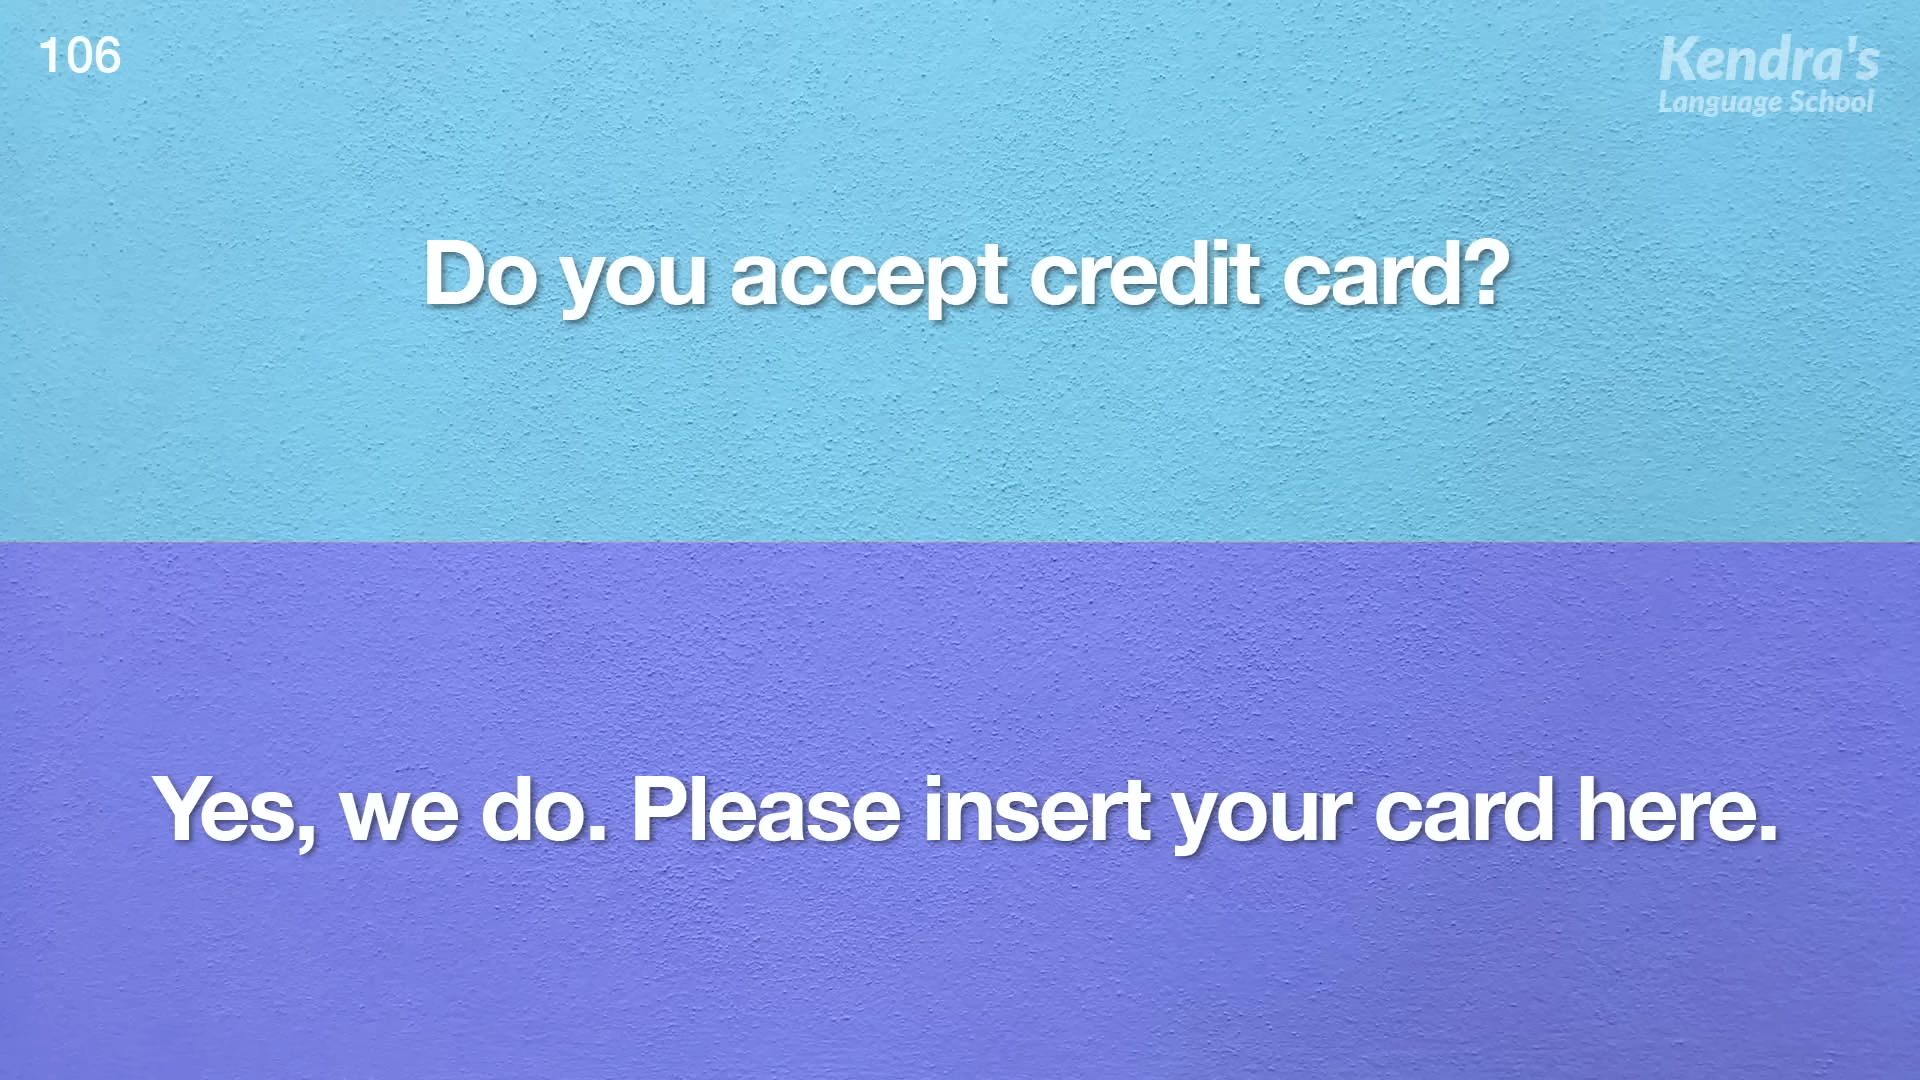 106
Kendra's
Language School
Do you accept credit card?
Yes, we do. Please insert your card here.